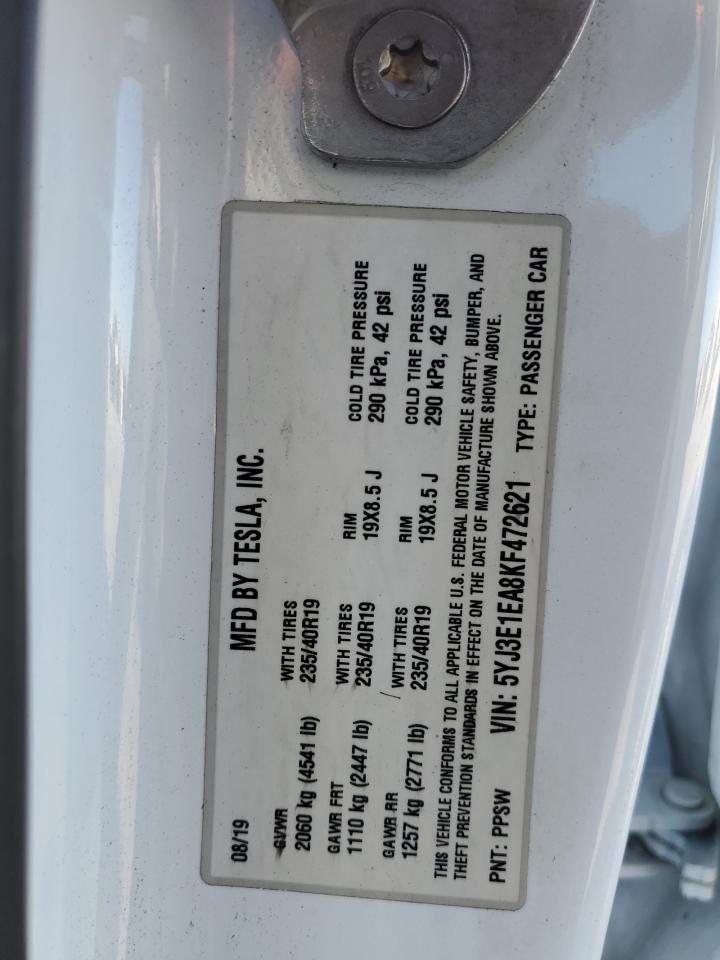 08/19 MFD BY TESLA, INC.
GVWR WITH TIRES
2060 kg (4541 lb) 235/40R19
GAWR FRT WITH TIRES RIM COLD TIRE PRESSURE
1110 kg (2447 lb) 235/40R19 19X8.5 J 290 kPa, 42 psi
GAWR RR WITH TIRES RIM COLD TIRE PRESSURE
1257 kg (2771 lb) 235/40R19 19X8.5 J 290 kPa, 42 psi
THIS VEHICLE CONFORMS TO ALL APPLICABLE U.S. FEDERAL MOTOR VEHICLE SAFETY, BUMPER, AND
THEFT PREVENTION STANDARDS IN EFFECT ON THE DATE OF MANUFACTURE SHOWN ABOVE.
PNT: PPSW VIN: 5YJ3E1EA8KF472621 TYPE: PASSENGER CAR